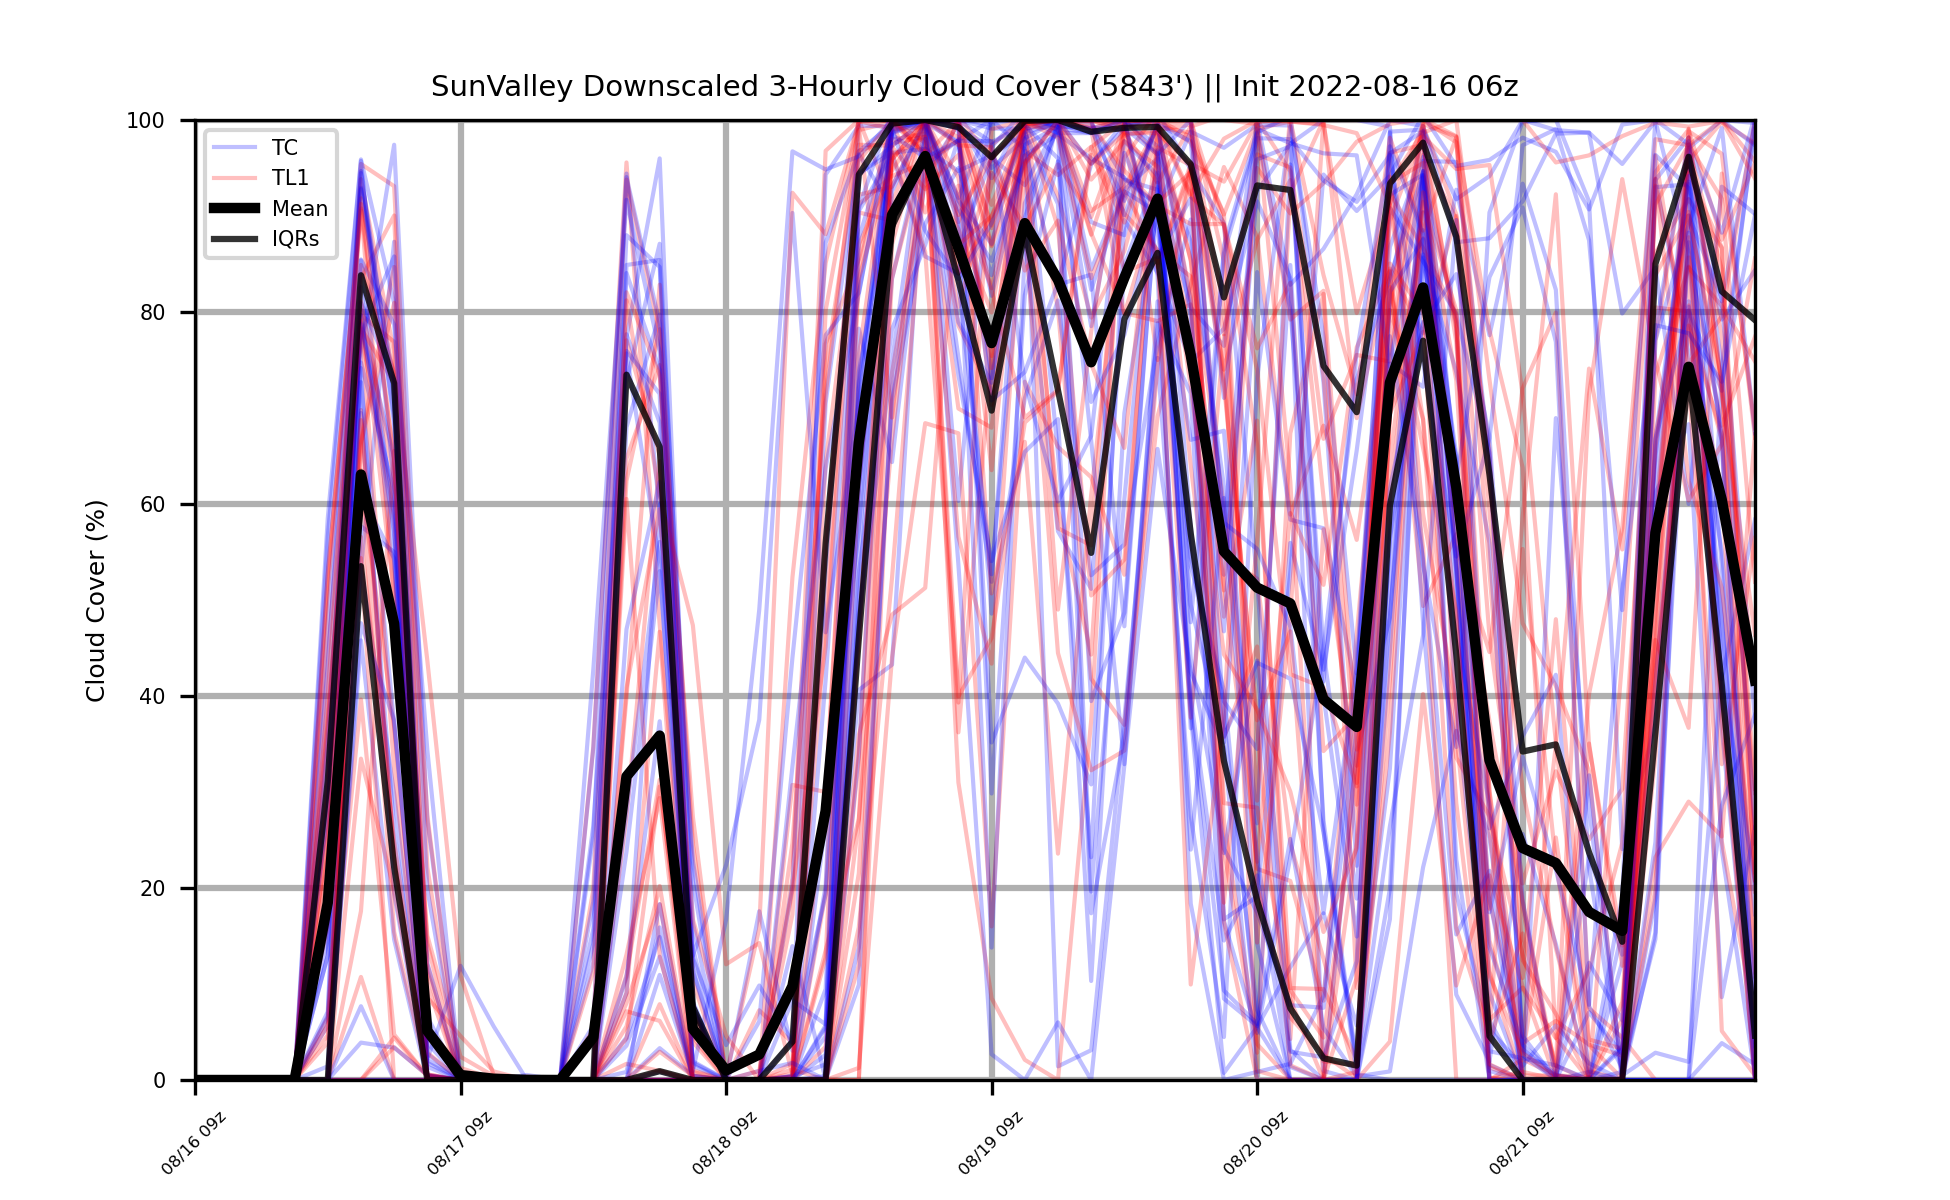 SunValley Downscaled 3-Hourly Cloud Cover (5843') || Init 2022-08-16 06z
TC
TL1
Mean
IQRs
Cloud Cover (%)
100
80
60
40
20
0
08/16 09z
08/17 09z
08/18 09z
08/19 09z
08/20 09z
08/21 09z